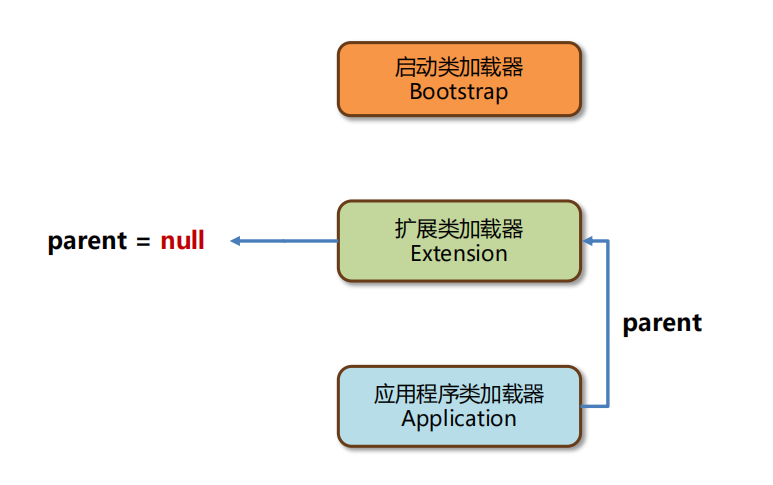 启动类加载器
Bootstrap
扩展类加载器
Extension
parent = null
parent
应用程序类加载器
Application